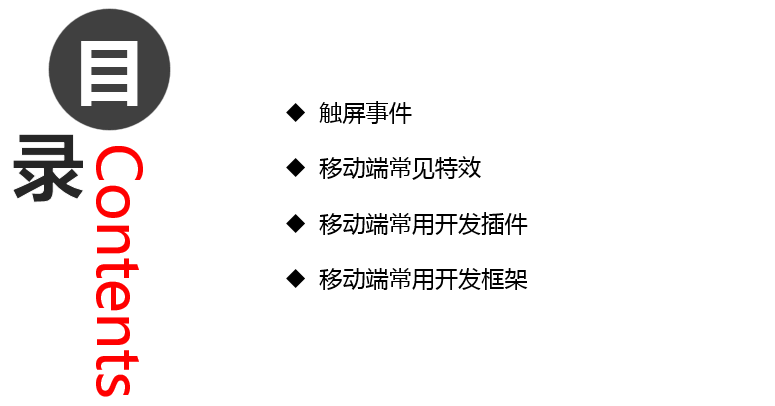 目
录
Contents
◆ 触屏事件
◆ 移动端常见特效
◆ 移动端常用开发插件
◆ 移动端常用开发框架